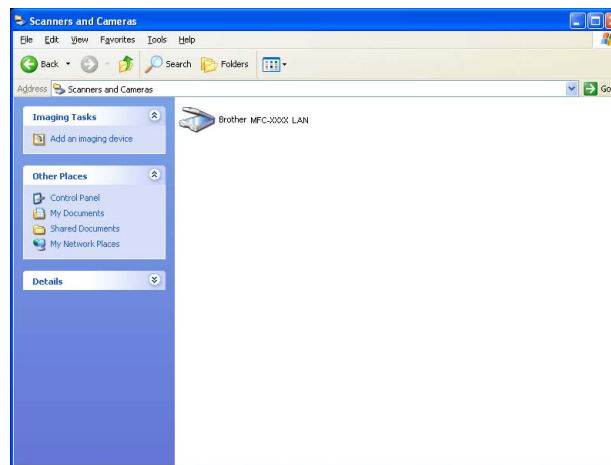 Scanners and Cameras
File Edit View Favorites Tools Help
Back Search Folders
Address Scanners and Cameras Go
Imaging Tasks
Add an imaging device
Brother MFC-XXXX LAN
Other Places
Control Panel
My Documents
Shared Documents
My Network Places
Details